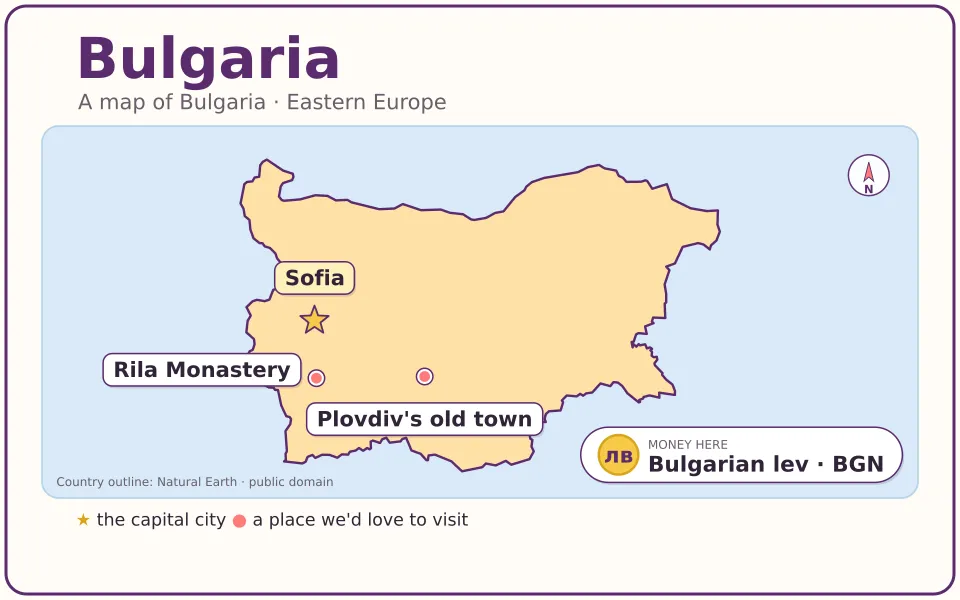 Bulgaria
A map of Bulgaria · Eastern Europe
N
Sofia
Rila Monastery
Plovdiv's old town
лв
MONEY HERE
Bulgarian lev · BGN
Country outline: Natural Earth · public domain
★ the capital city ● a place we'd love to visit